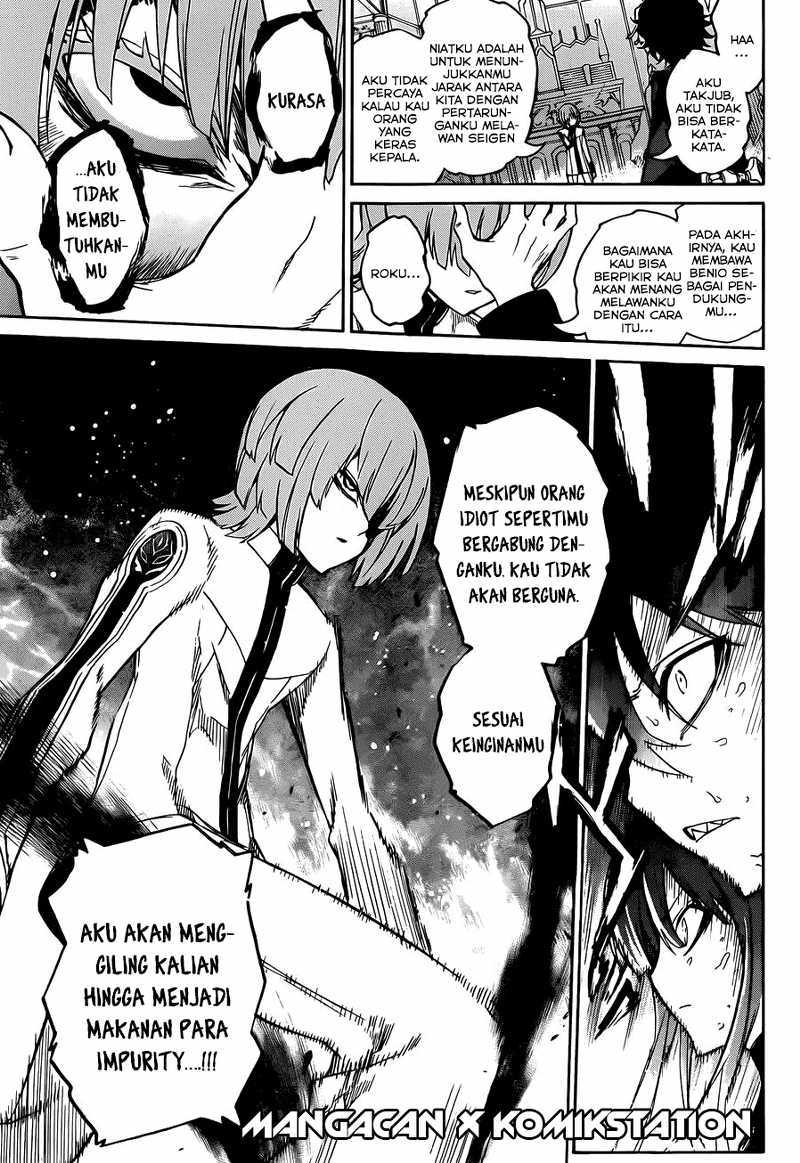 HAA
...
AKU
TAKJUB,
AKU TIDAK
BISA BER-
KATA-
KATA.
NIATKU ADALAH
UNTUK MENUN-
JUKKANMU
JARAK ANTARA
KITA DENGAN
PERTARUN-
GANKU MELA-
WAN SEIGEN
AKU TIDAK
PERCAYA
KALAU KAU
ORANG
YANG
KERAS
KEPALA.
PADA AKH-
IRNYA, KAU
MEMBAWA
BENIO SE-
BAGAI PEN-
DUKUNG-
MU...
BAGAIMANA
KAU BISA
BERPIKIR KAU
AKAN MENANG
MELAWANKU
DENGAN CARA
ITU...
ROKU...
KURASA
...AKU
TIDAK
MEMBU-
TUHKAN-
MU
MESKIPUN ORANG
IDIOT SEPERTIMU
BERGABUNG DEN-
GANKU. KAU TIDAK
AKAN BERGUNA.
SESUAI
KEINGINANMU
AKU AKAN MENG-
GILING KALIAN
HINGGA MENJADI
MAKANAN PARA
IMPURITY....!!!
MANGACAN X KOMIKSTATION